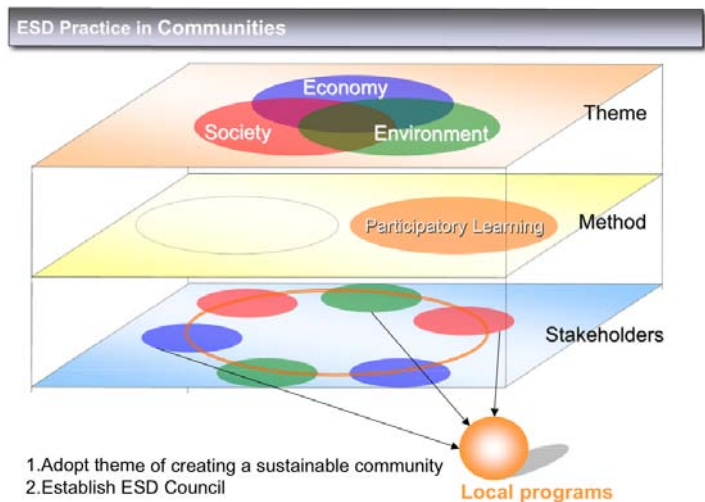 ESD Practice in Communities
Economy
Society
Environment
Theme
Participatory Learning
Method
Stakeholders
1.Adopt theme of creating a sustainable community
2.Establish ESD Council
Local programs